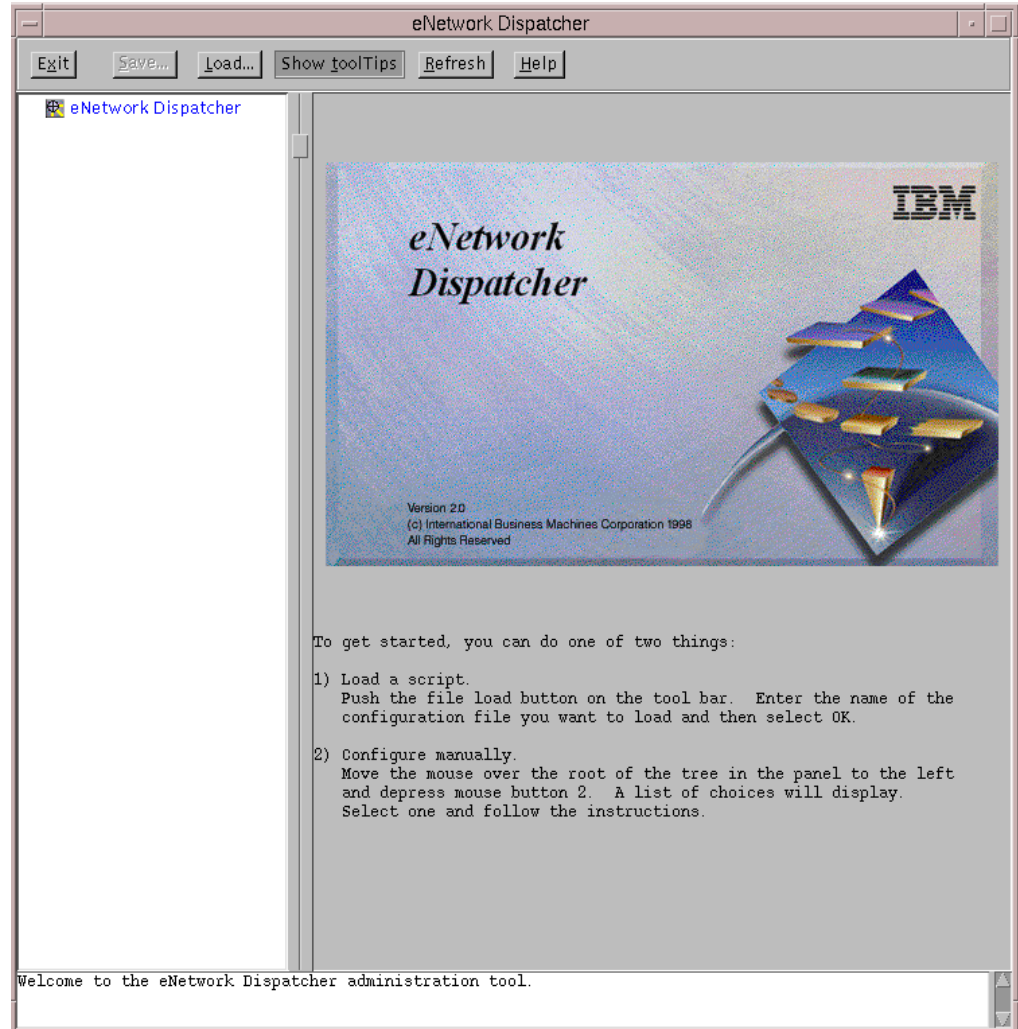 eNetwork Dispatcher
Exit Save... Load... Show toolTips Refresh Help
eNetwork Dispatcher
IBM
eNetwork
Dispatcher
Version 2.0
(c) International Business Machines Corporation 1998
All Rights Reserved
To get started, you can do one of two things:
1) Load a script.
Push the file load button on the tool bar. Enter the name of the
configuration file you want to load and then select OK.
2) Configure manually.
Move the mouse over the root of the tree in the panel to the left
and depress mouse button 2. A list of choices will display.
Select one and follow the instructions.
Welcome to the eNetwork Dispatcher administration tool.